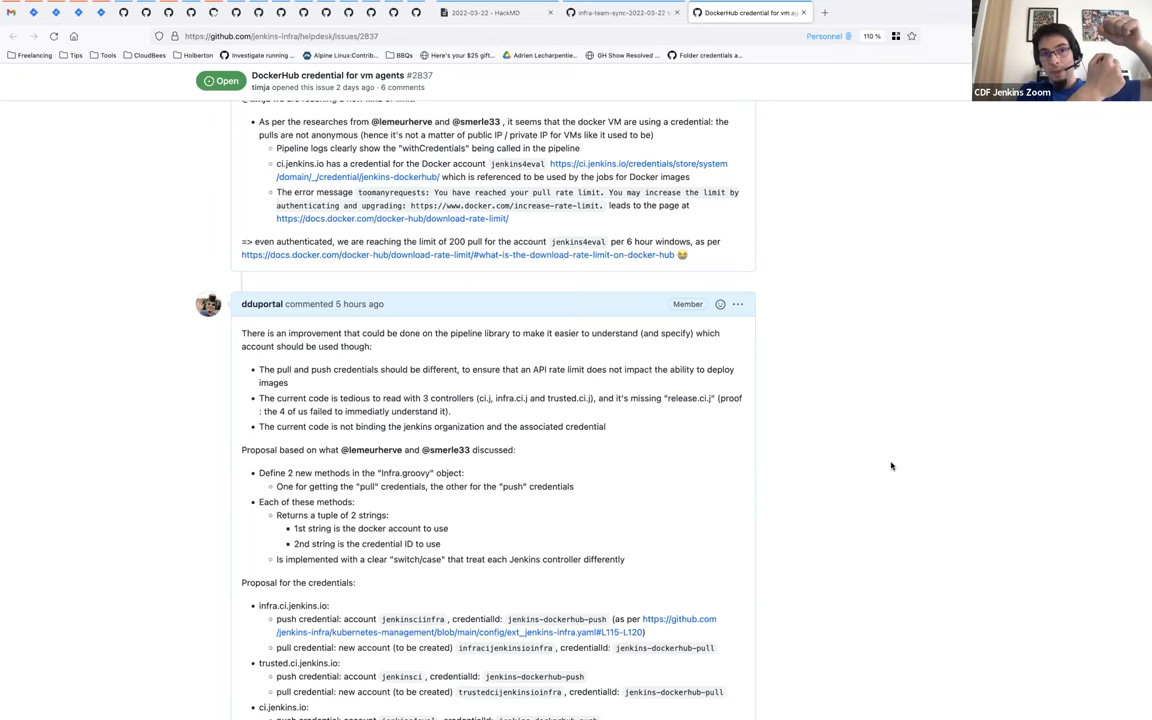 2022-03-22 - HackMD
infra-team-sync-2022-03-22
DockerHub credential for vm ag
https://github.com/jenkins-infra/helpdesk/issues/2837
Personnel
110 %
Freelancing
Tips
Tools
CloudBees
Holberton
Investigate running ...
Alpine Linux:Contrib...
BBQs
Here's your $25 gift...
Adrien Lecharpentie...
GH Show Resolved ...
Folder credentials a...
Open
DockerHub credential for vm agents #2837
timja opened this issue 2 days ago · 6 comments
CDF Jenkins Zoom
As per the researches from @lemeurherve and @smerle33 , it seems that the docker VM are using a credential: the
pulls are not anonymous (hence it's not a matter of public IP / private IP for VMs like it used to be)
Pipeline logs clearly show the "withCredentials" being called in the pipeline
ci.jenkins.io has a credential for the Docker account jenkins4eval https://ci.jenkins.io/credentials/store/system
/domain/_/credential/jenkins-dockerhub/ which is referenced to be used by the jobs for Docker images
The error message toomanyrequests: You have reached your pull rate limit. You may increase the limit by
authenticating and upgrading: https://www.docker.com/increase-rate-limit. leads to the page at
https://docs.docker.com/docker-hub/download-rate-limit/
=> even authenticated, we are reaching the limit of 200 pull for the account jenkins4eval per 6 hour windows, as per
https://docs.docker.com/docker-hub/download-rate-limit/#what-is-the-download-rate-limit-on-docker-hub 😭
dduportal commented 5 hours ago
Member
There is an improvement that could be done on the pipeline library to make it easier to understand (and specify) which
account should be used though:
The pull and push credentials should be different, to ensure that an API rate limit does not impact the ability to deploy
images
The current code is tedious to read with 3 controllers (ci.j, infra.ci.j and trusted.ci.j), and it's missing "release.ci.j" (proof
: the 4 of us failed to immediatly understand it).
The current code is not binding the jenkins organization and the associated credential
Proposal based on what @lemeurherve and @smerle33 discussed:
Define 2 new methods in the "Infra.groovy" object:
One for getting the "pull" credentials, the other for the "push" credentials
Each of these methods:
Returns a tuple of 2 strings:
1st string is the docker account to use
2nd string is the credential ID to use
Is implemented with a clear "switch/case" that treat each Jenkins controller differently
Proposal for the credentials:
infra.ci.jenkins.io:
push credential: account jenkinsciinfra , credentialId: jenkins-dockerhub-push (as per https://github.com
/jenkins-infra/kubernetes-management/blob/main/config/ext_jenkins-infra.yaml#L115-L120)
pull credential: new account (to be created) infracijenkinsioinfra , credentialId: jenkins-dockerhub-pull
trusted.ci.jenkins.io:
push credential: account jenkinsci , credentialId: jenkins-dockerhub-push
pull credential: new account (to be created) trustedcijenkinsioinfra , credentialId: jenkins-dockerhub-pull
ci.jenkins.io:
push credential: account jenkins4eval , credentialId: jenkins-dockerhub-push